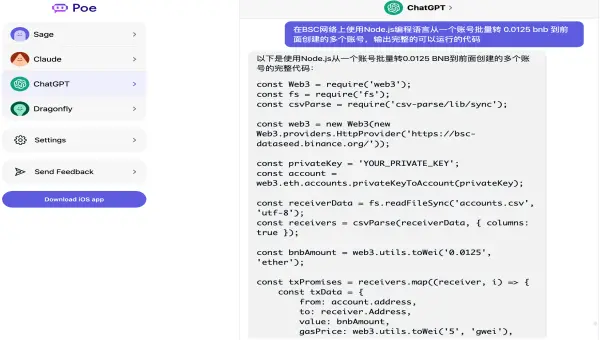 Poe
Sage
Claude
ChatGPT
Dragonfly
Settings
Send Feedback
Download iOS app
ChatGPT
在BSC网络上使用Node.js编程语言从一个账号批量转 0.0125 bnb 到前
面创建的多个账号，输出完整的可以运行的代码
以下是使用Node.js从一个账号批量转0.0125 BNB到前面创建的多个账
号的完整代码：
const Web3 = require('web3');
const fs = require('fs');
const csvParse = require('csv-parse/lib/sync');
const web3 = new Web3(new
Web3.providers.HttpProvider('https://bsc-
dataseed.binance.org/'));
const privateKey = 'YOUR_PRIVATE_KEY';
const account =
web3.eth.accounts.privateKeyToAccount(privateKey);
const receiverData = fs.readFileSync('accounts.csv',
'utf-8');
const receivers = csvParse(receiverData, { columns:
true });
const bnbAmount = web3.utils.toWei('0.0125',
'ether');
const txPromises = receivers.map((receiver, i) => {
const txData = {
from: account.address,
to: receiver.Address,
value: bnbAmount,
gasPrice: web3.utils.toWei('5', 'gwei'),